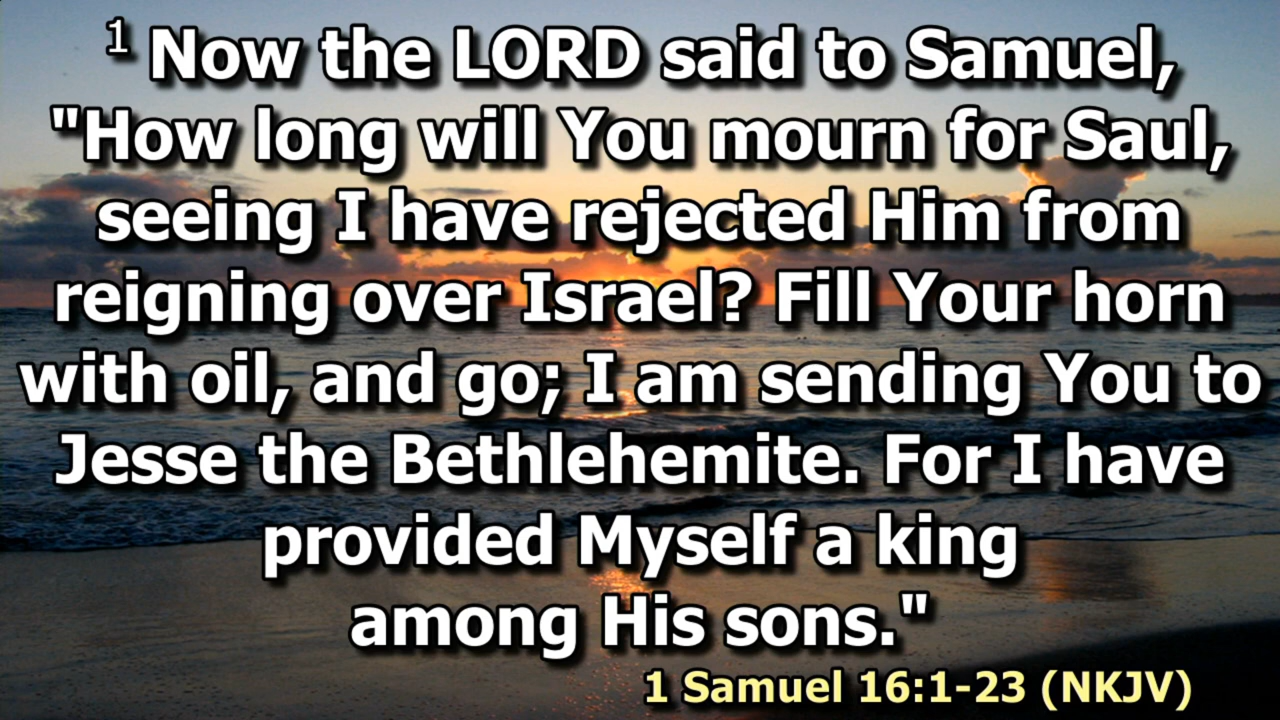 1 Now the LORD said to Samuel,
"How long will You mourn for Saul,
seeing I have rejected Him from
reigning over Israel? Fill Your horn
with oil, and go; I am sending You to
Jesse the Bethlehemite. For I have
provided Myself a king
among His sons."
1 Samuel 16:1-23 (NKJV)